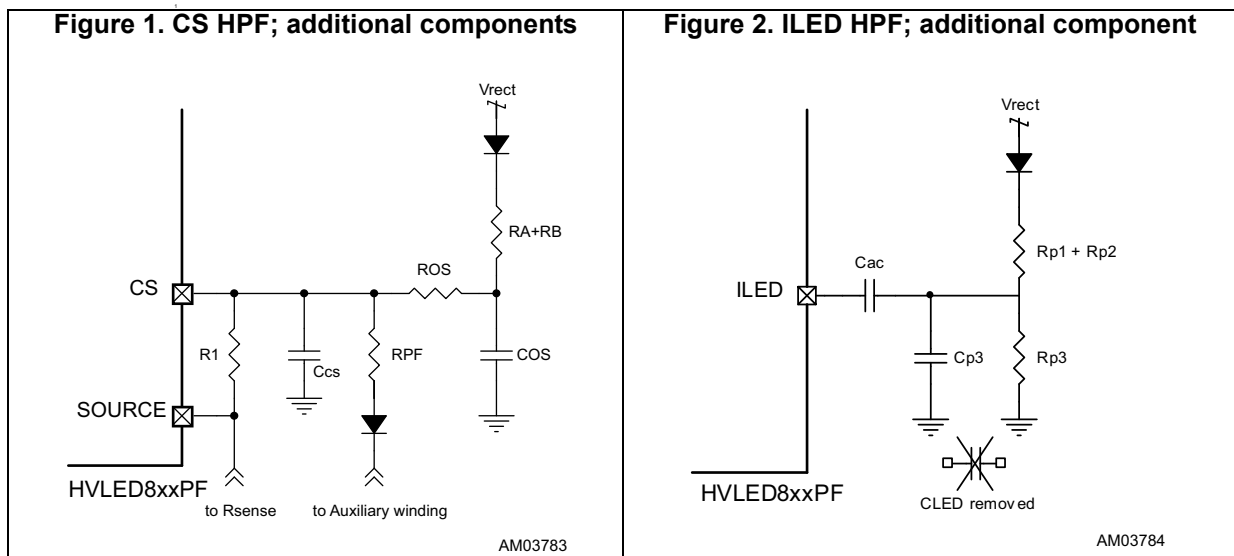 Figure 1. CS HPF; additional components
Vrect
RA+RB
ROS
CS
R1
Ccs
RPF
COS
SOURCE
HVLED8xxPF
to Rsense
to Auxiliary winding
AM03783
Figure 2. ILED HPF; additional component
Vrect
Rp1 + Rp2
Cac
ILED
Cp3
Rp3
HVLED8xxPF
CLED removed
AM03784